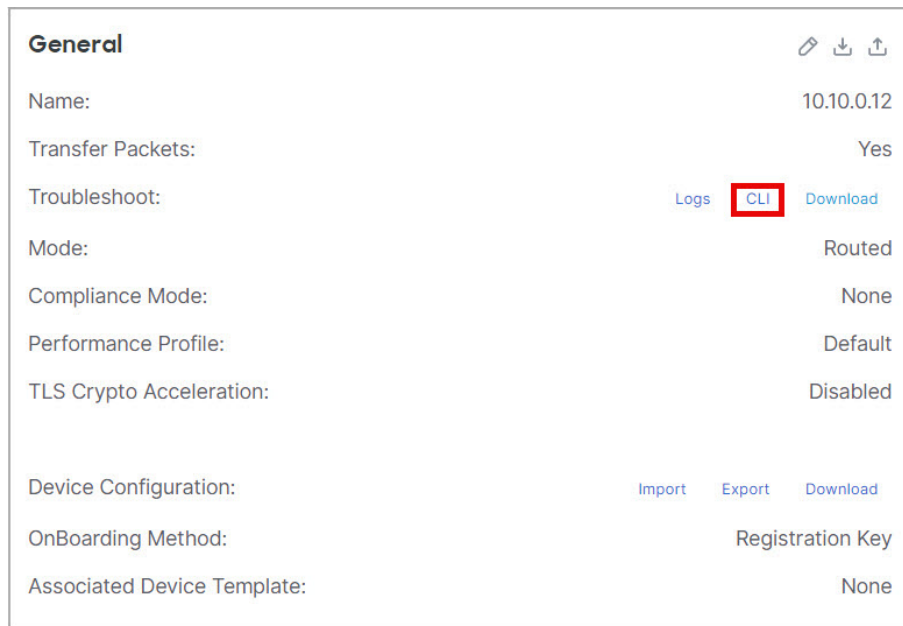 General
Name: 10.10.0.12
Transfer Packets: Yes
Troubleshoot: Logs CLI Download
Mode: Routed
Compliance Mode: None
Performance Profile: Default
TLS Crypto Acceleration: Disabled
Device Configuration: Import Export Download
OnBoarding Method: Registration Key
Associated Device Template: None